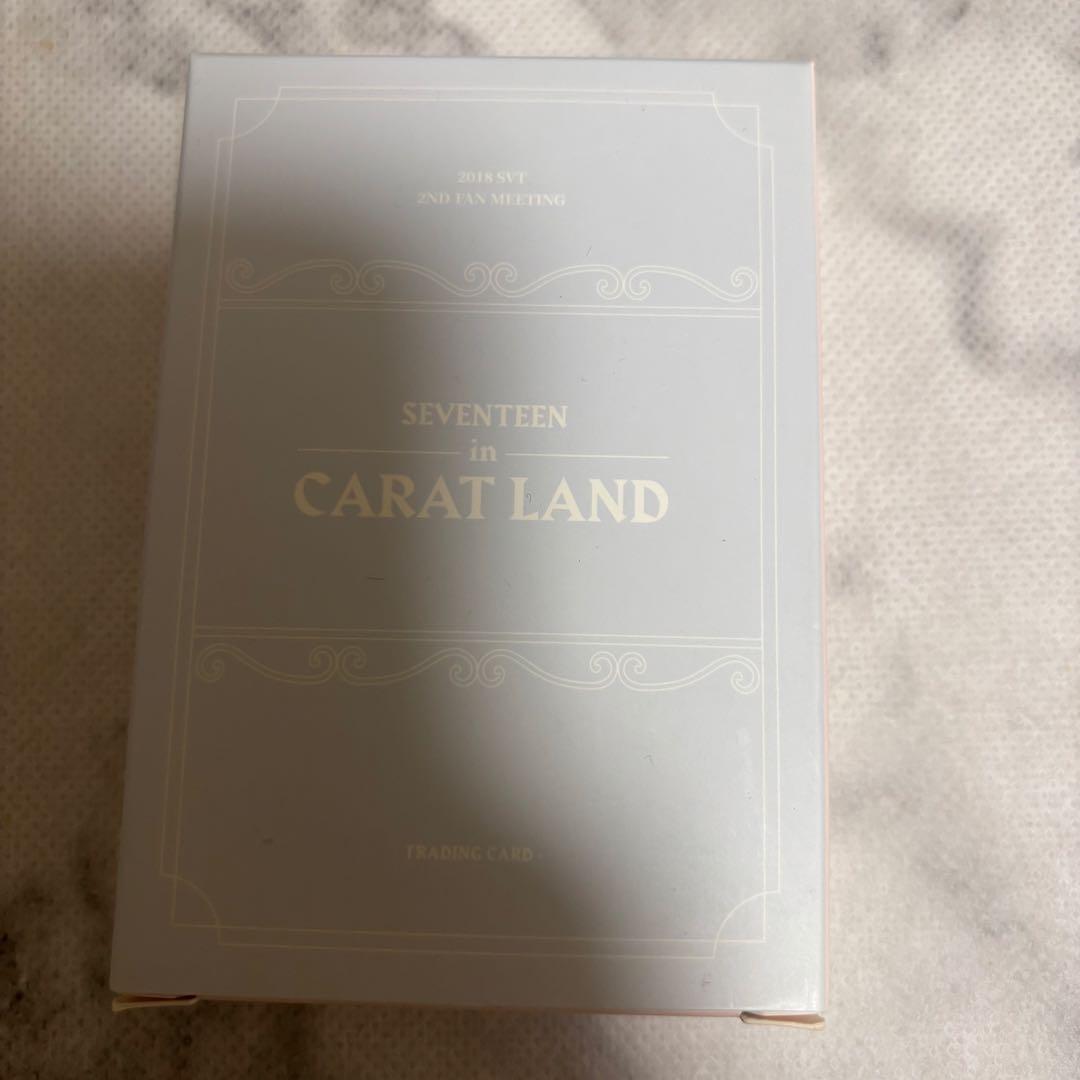 2018 SVT
2ND FAN MEETING
SEVENTEEN
in
CARAT LAND
TRADING CARD